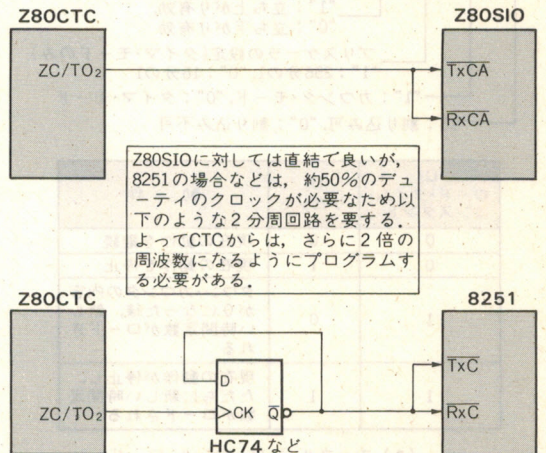 Z80CTC
Z80SIO
ZC/TO₂
TxCA
RxCA
Z80SIOに対しては直結で良いが,
8251の場合などは, 約50%のデュ
ーティのクロックが必要なため以
下のような2分周回路を要する.
よってCTCからは, さらに2倍の
周波数になるようにプログラムす
る必要がある.
Z80CTC
8251
D
TxC
ZC/TO₂
CK
Q
RxC
HC74など